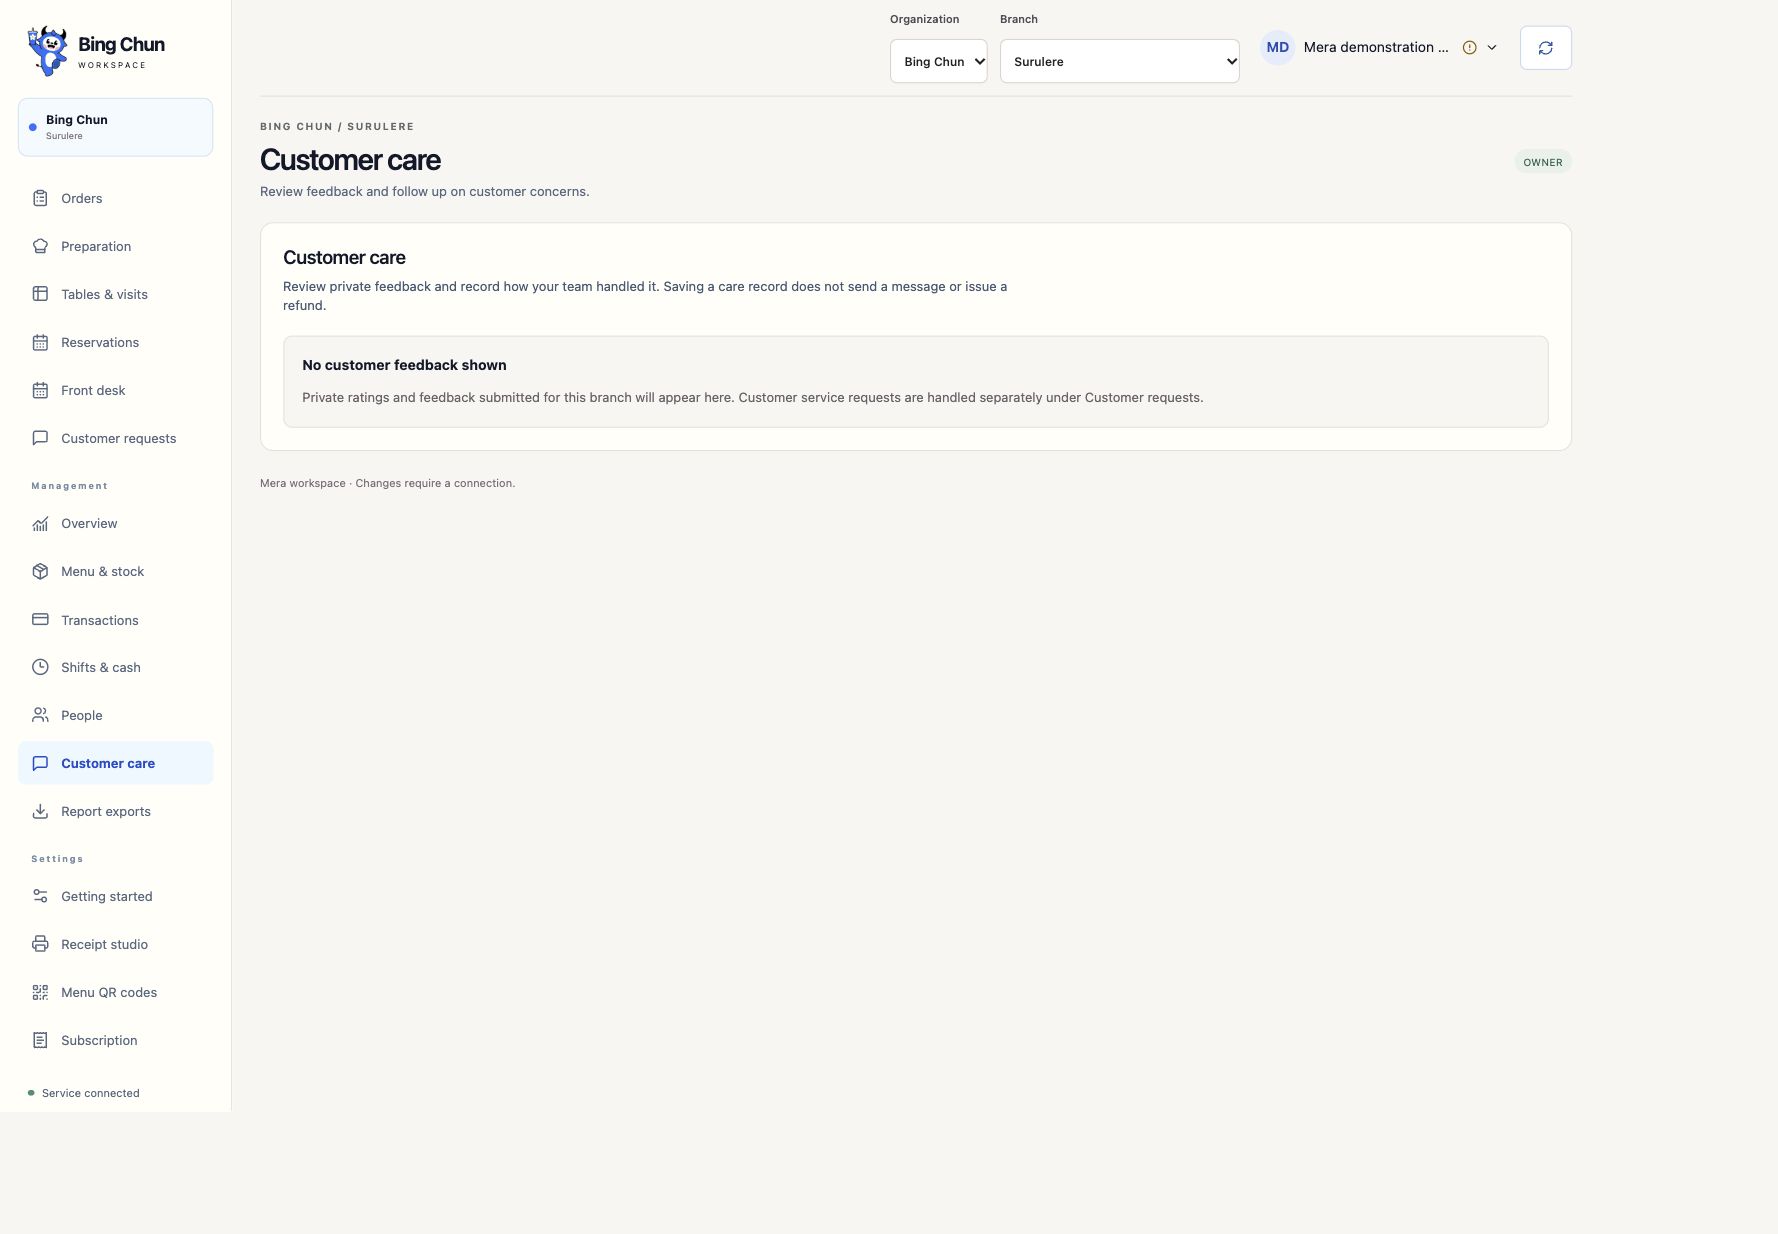 Bing Chun
WORKSPACE
Bing Chun
Surulere
Orders
Preparation
Tables & visits
Reservations
Front desk
Customer requests
Management
Overview
Menu & stock
Transactions
Shifts & cash
People
Customer care
Report exports
Settings
Getting started
Receipt studio
Menu QR codes
Subscription
Service connected
Organization
Branch
Bing Chun
Surulere
MD
Mera demonstration ...
BING CHUN / SURULERE
Customer care
OWNER
Review feedback and follow up on customer concerns.
Customer care
Review private feedback and record how your team handled it. Saving a care record does not send a message or issue a
refund.
No customer feedback shown
Private ratings and feedback submitted for this branch will appear here. Customer service requests are handled separately under Customer requests.
Mera workspace · Changes require a connection.